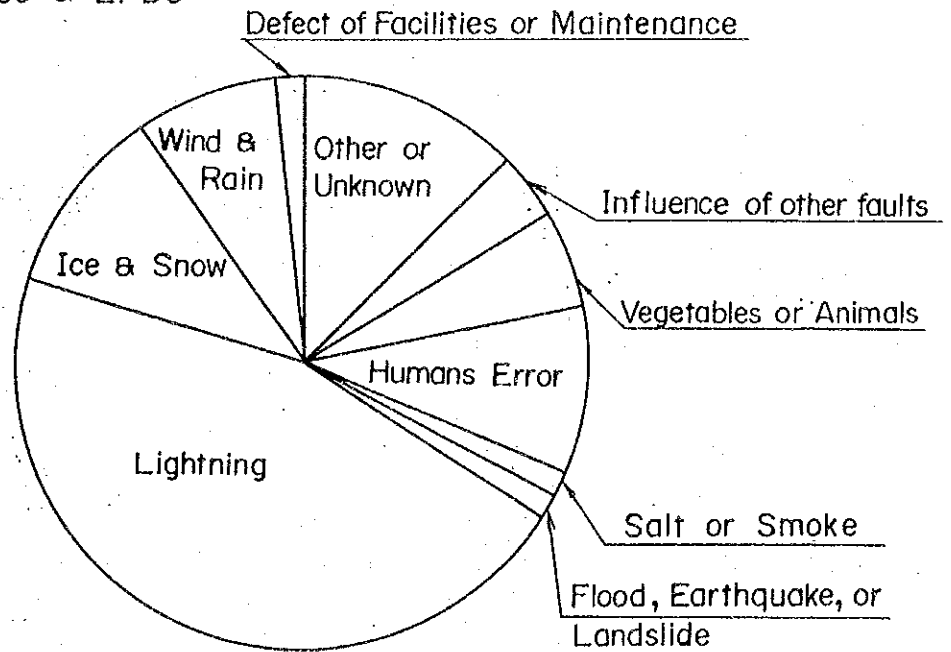 Defect of Facilities or Maintenance
Wind &
Rain
Other or
Unknown
Influence of other faults
Ice & Snow
Vegetables or Animals
Humans Error
Lightning
Salt or Smoke
Flood, Earthquake, or
Landslide